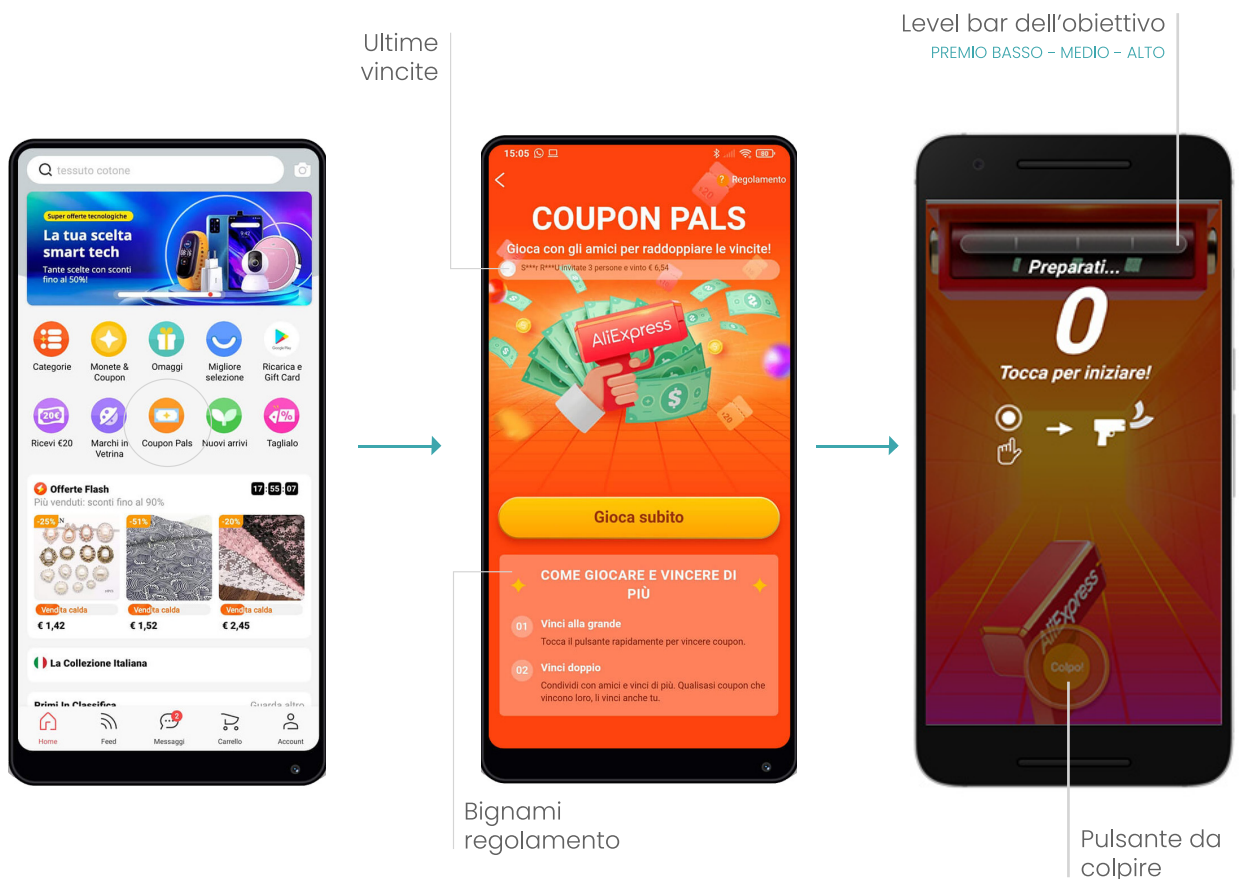 Ultime
vincite
Level bar dell'obiettivo
PREMIO BASSO – MEDIO – ALTO
tessuto cotone
Super offerte tecnologiche
La tua scelta
smart tech
Tante scelte con sconti
fino al 50%!
Categorie
Monete &
Coupon
Omaggi
Migliore
selezione
Google Play
Ricarica e
Gift Card
20€
Ricevi €20
Marchi in
Vetrina
Coupon Pals
Nuovi arrivi
Taglialo
Offerte Flash
17:55:07
Più venduti: sconti fino al 90%
-25%
-51%
-20%
Vendita calda
Vendita calda
Vendita calda
€ 1,42
€ 1,52
€ 2,45
La Collezione Italiana
Primi In Classifica
Guarda altro
2
Home
Feed
Messaggi
Carrello
Account
15:05
80
? Regolamento
€20
COUPON PALS
Gioca con gli amici per raddoppiare le vincite!
S***r R***U invitate 3 persone e vinto € 6,54
AliExpress
$
€20
Gioca subito
COME GIOCARE E VINCERE DI
PIÙ
01 Vinci alla grande
Tocca il pulsante rapidamente per vincere coupon.
02 Vinci doppio
Condividi con amici e vinci di più. Qualsiasi coupon che
vincono loro, li vinci anche tu.
Bignami
regolamento
Preparati...
0
Tocca per iniziare!
AliExpress
Colpo!
Pulsante da
colpire